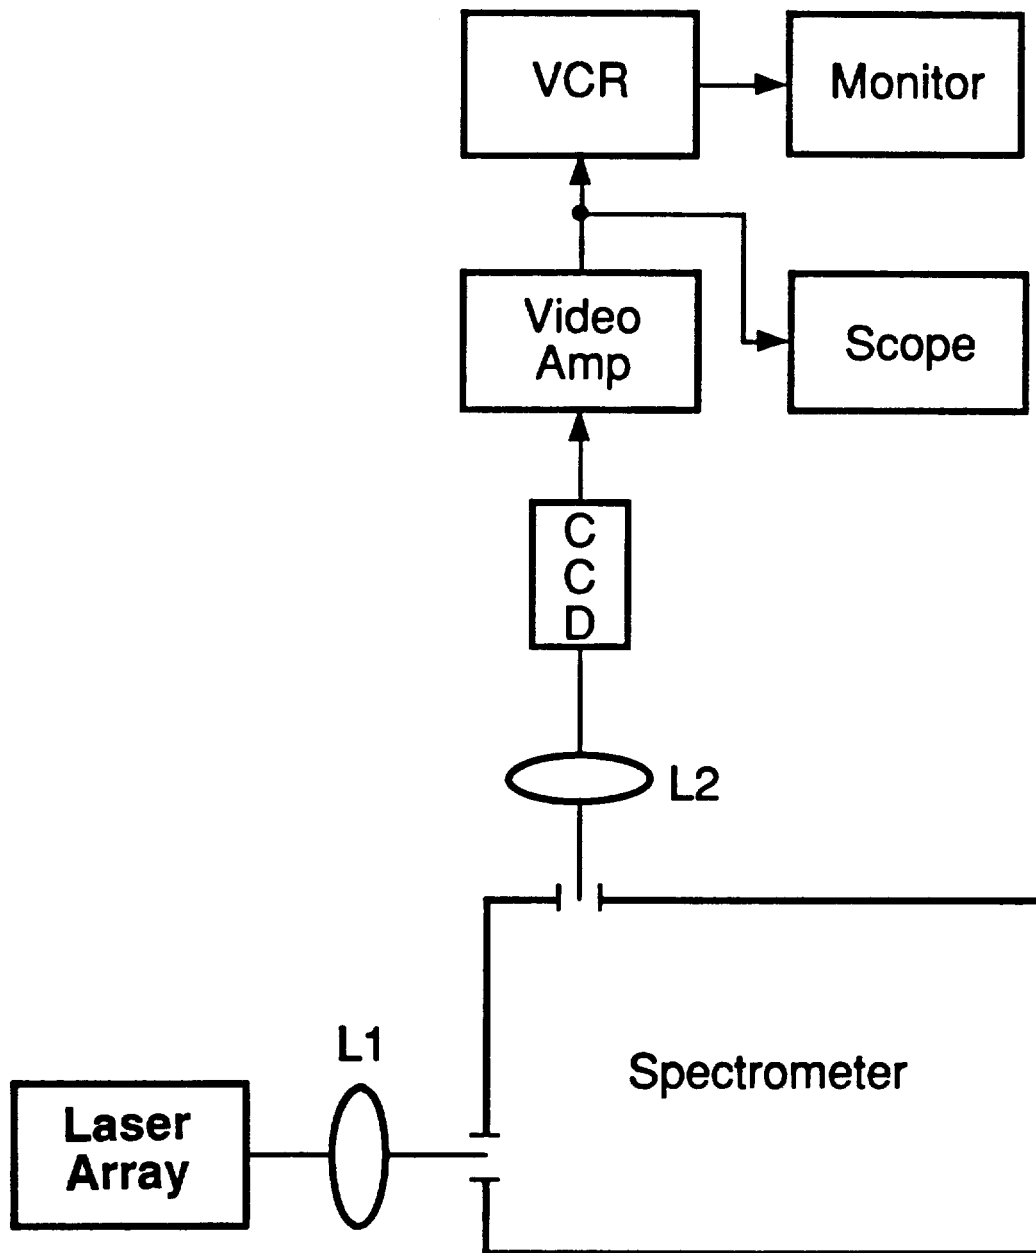 VCR
Monitor
Video
Amp
Scope
C
C
D
L2
L1
Spectrometer
Laser
Array